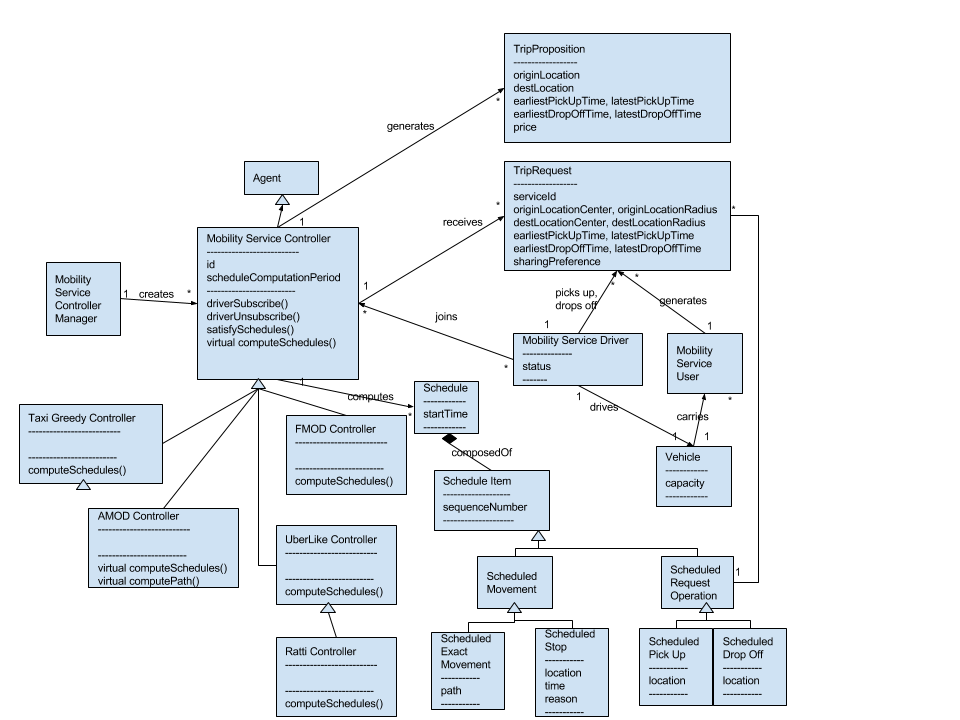 TripProposition
------------------
originLocation
destLocation
earliestPickUpTime, latestPickUpTime
earliestDropOffTime, latestDropOffTime
price
*
generates
Agent
1
TripRequest
------------------
serviceId
originLocationCenter, originLocationRadius
destLocationCenter, destLocationRadius
earliestPickUpTime, latestPickUpTime
earliestDropOffTime, latestDropOffTime
sharingPreference
*
*
receives
Mobility Service Controller
--------------------------
id
scheduleComputationPeriod
-------------------------
driverSubscribe()
driverUnsubscribe()
satisfySchedules()
virtual computeSchedules()
1
*
Mobility
Service
Controller
Manager
1
creates
*
joins
*
picks up,
drops off
*
1
*
generates
1
Mobility Service Driver
--------------
status
-------
Mobility
Service
User
*
1
drives
1
carries
1
Vehicle
------------
capacity
------------
1
computes
*
Schedule
------------
startTime
------------
composedOf
Taxi Greedy Controller
--------------------------
-------------------------
computeSchedules()
FMOD Controller
--------------------------
-------------------------
computeSchedules()
Schedule Item
-------------------
sequenceNumber
--------------------
AMOD Controller
--------------------------
-------------------------
virtual computeSchedules()
virtual computePath()
UberLike Controller
--------------------------
-------------------------
computeSchedules()
Scheduled
Movement
Scheduled
Request
Operation
1
Ratti Controller
--------------------------
-------------------------
computeSchedules()
Scheduled
Exact
Movement
-----------
path
-----------
Scheduled
Stop
-----------
location
time
reason
-----------
Scheduled
Pick Up
-----------
location
-----------
Scheduled
Drop Off
-----------
location
-----------